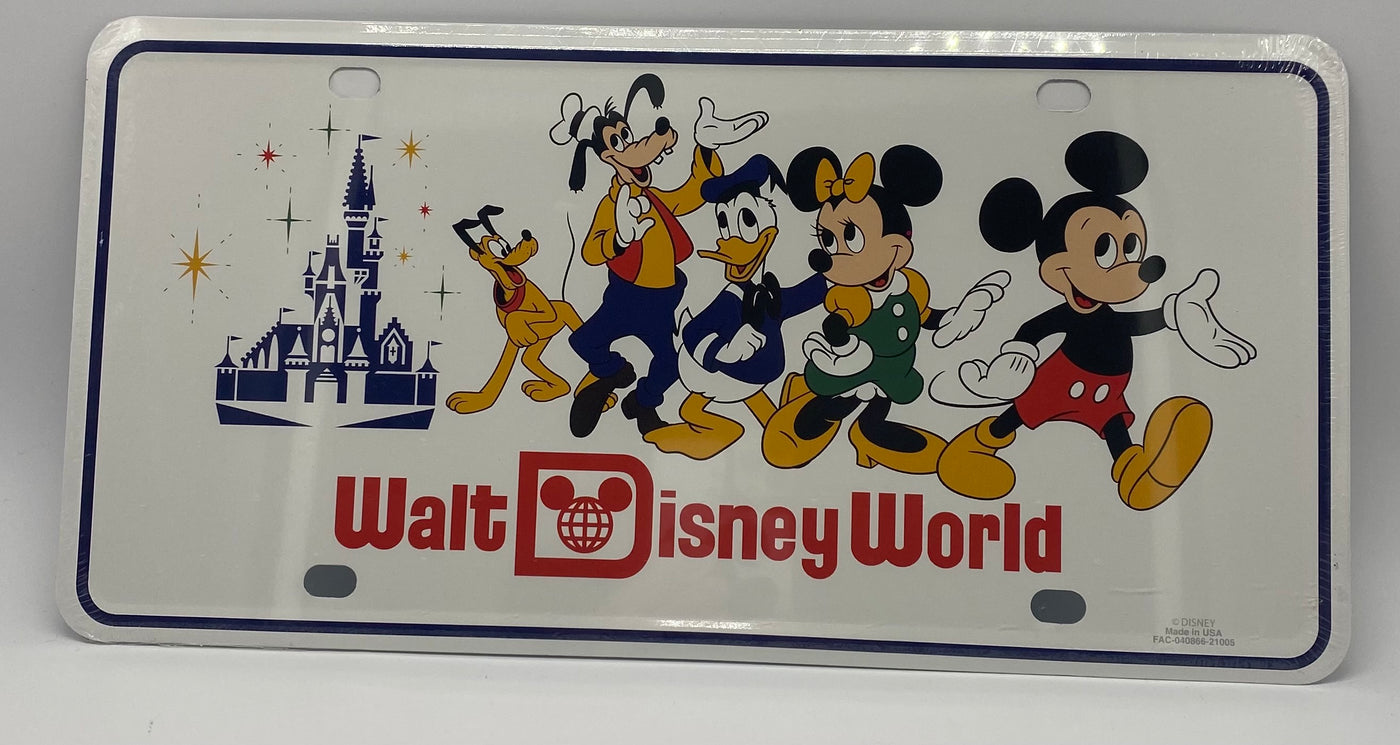 Walt Disney World
© DISNEY
Made in USA
FAC-040866-21005